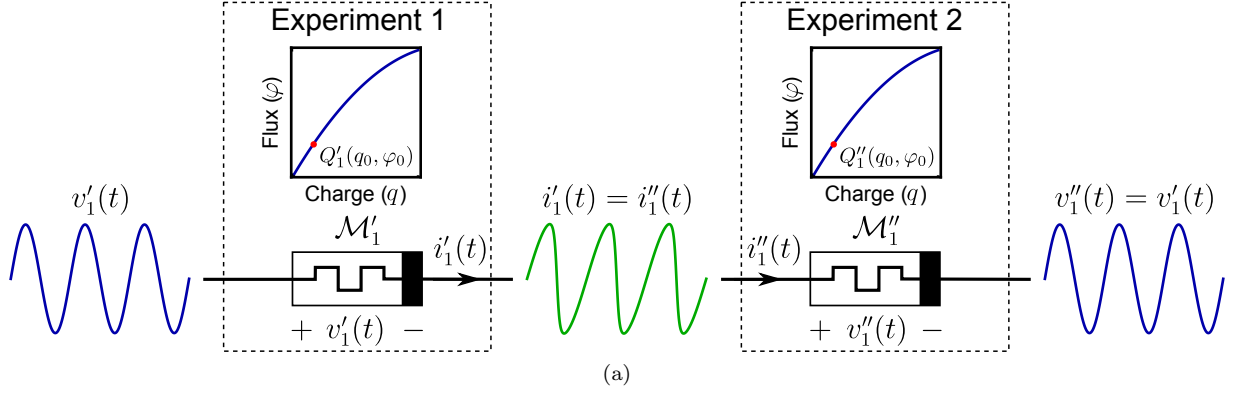 Experiment 1
Flux (φ)
Q′₁(q₀, φ₀)
Charge (q)
v′₁(t)
ℳ′₁
i′₁(t)
+ v′₁(t) −
i′₁(t) = i″₁(t)
Experiment 2
Flux (φ)
Q″₁(q₀, φ₀)
Charge (q)
i″₁(t)
ℳ″₁
+ v″₁(t) −
v″₁(t) = v′₁(t)
(a)